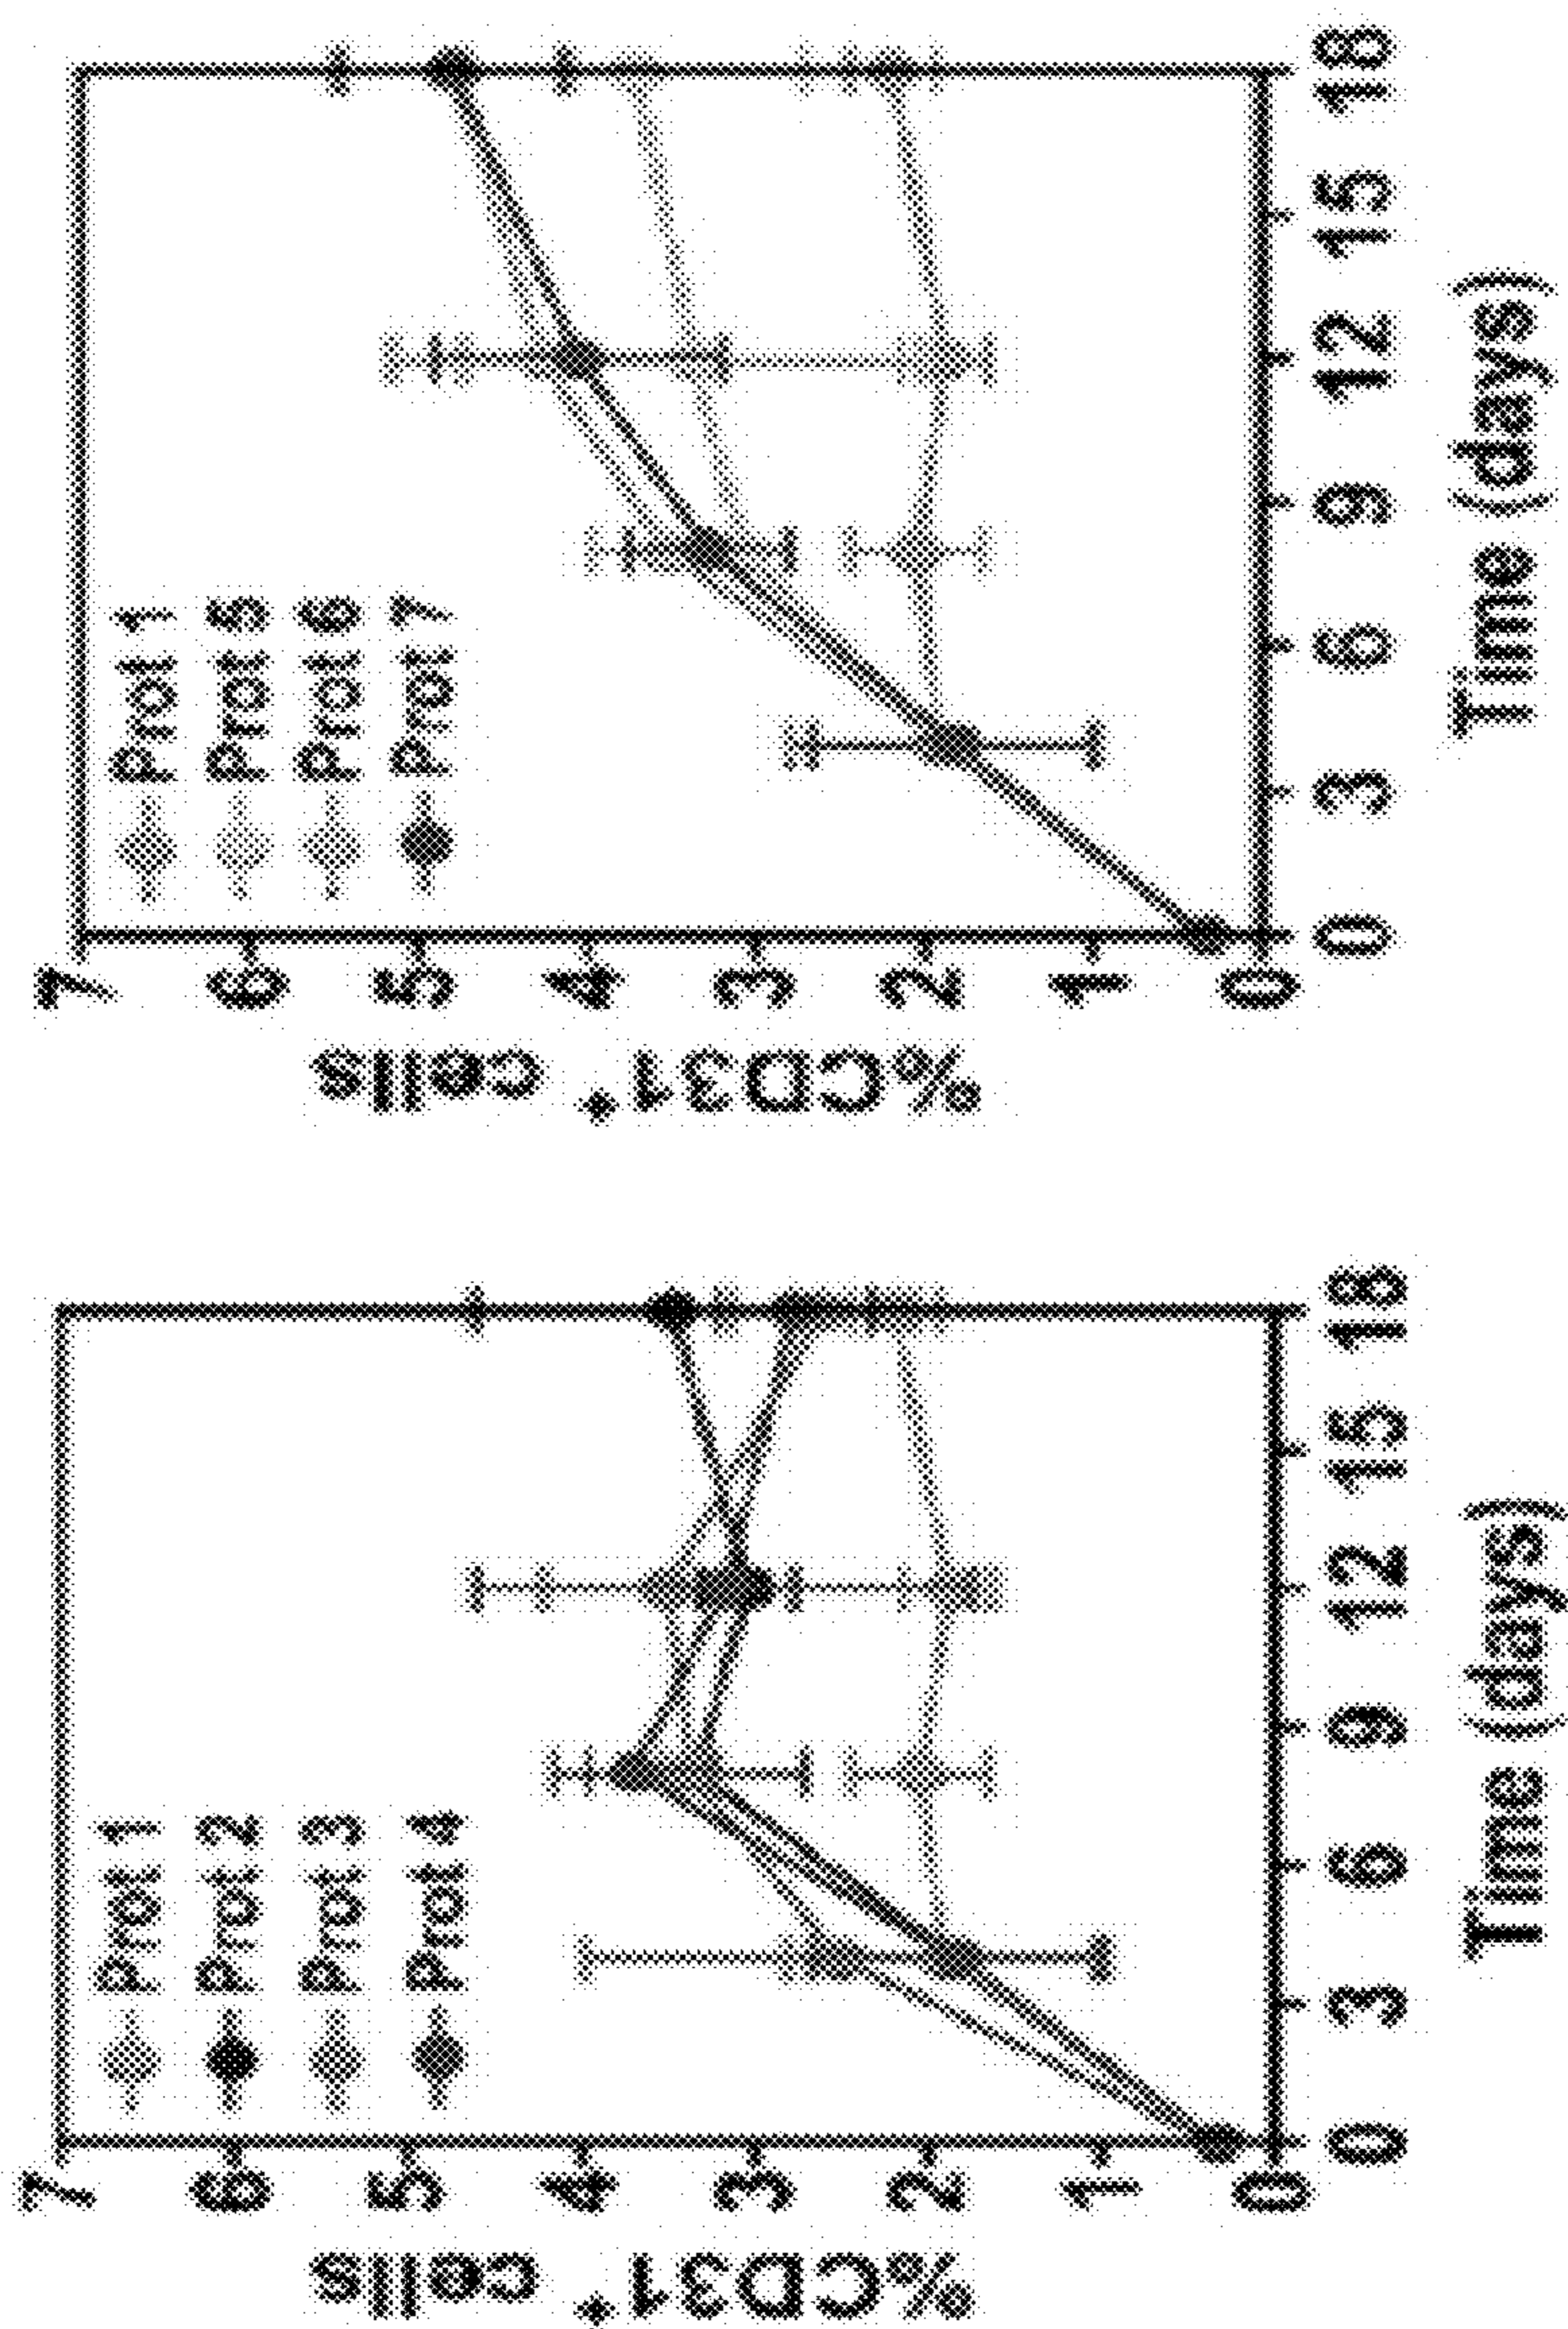 %CD31+ cells
7
6
5
4
3
2
1
0
Prot 1
Prot 2
Prot 3
Prot 4
0 3 6 9 12 15 18
Time (days)
%CD31+ cells
7
6
5
4
3
2
1
0
Prot 1
Prot 5
Prot 6
Prot 7
0 3 6 9 12 15 18
Time (days)